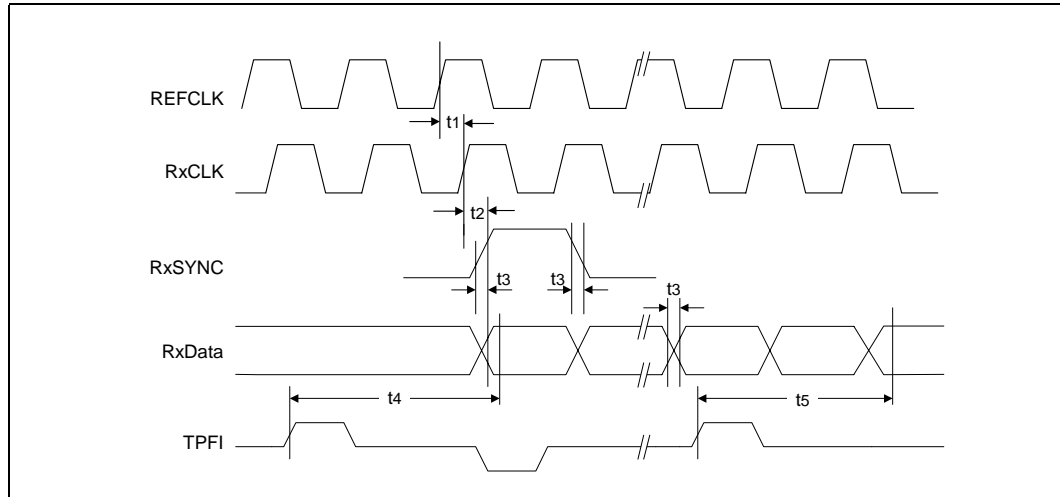 REFCLK
t1
RxCLK
t2
RxSYNC
t3
t3
t3
RxData
t4
t5
TPFI